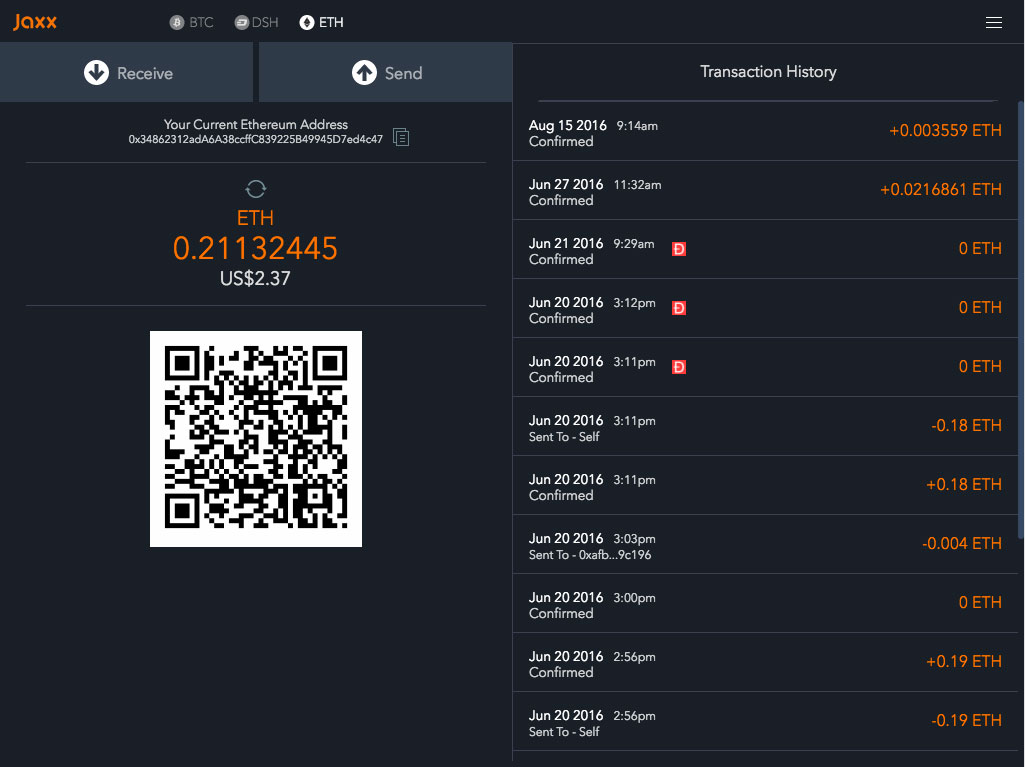 Jaxx
BTC
DSH
ETH
Receive
Send
Your Current Ethereum Address
0x34862312adA6A38ccffC839225B49945D7ed4c47
ETH
0.21132445
US$2.37
Transaction History
Aug 15 2016 9:14am
Confirmed
+0.003559 ETH
Jun 27 2016 11:32am
Confirmed
+0.0216861 ETH
Jun 21 2016 9:29am
Confirmed
0 ETH
Jun 20 2016 3:12pm
Confirmed
0 ETH
Jun 20 2016 3:11pm
Confirmed
0 ETH
Jun 20 2016 3:11pm
Sent To - Self
-0.18 ETH
Jun 20 2016 3:11pm
Confirmed
+0.18 ETH
Jun 20 2016 3:03pm
Sent To - 0xafb...9c196
-0.004 ETH
Jun 20 2016 3:00pm
Confirmed
0 ETH
Jun 20 2016 2:56pm
Confirmed
+0.19 ETH
Jun 20 2016 2:56pm
Sent To - Self
-0.19 ETH